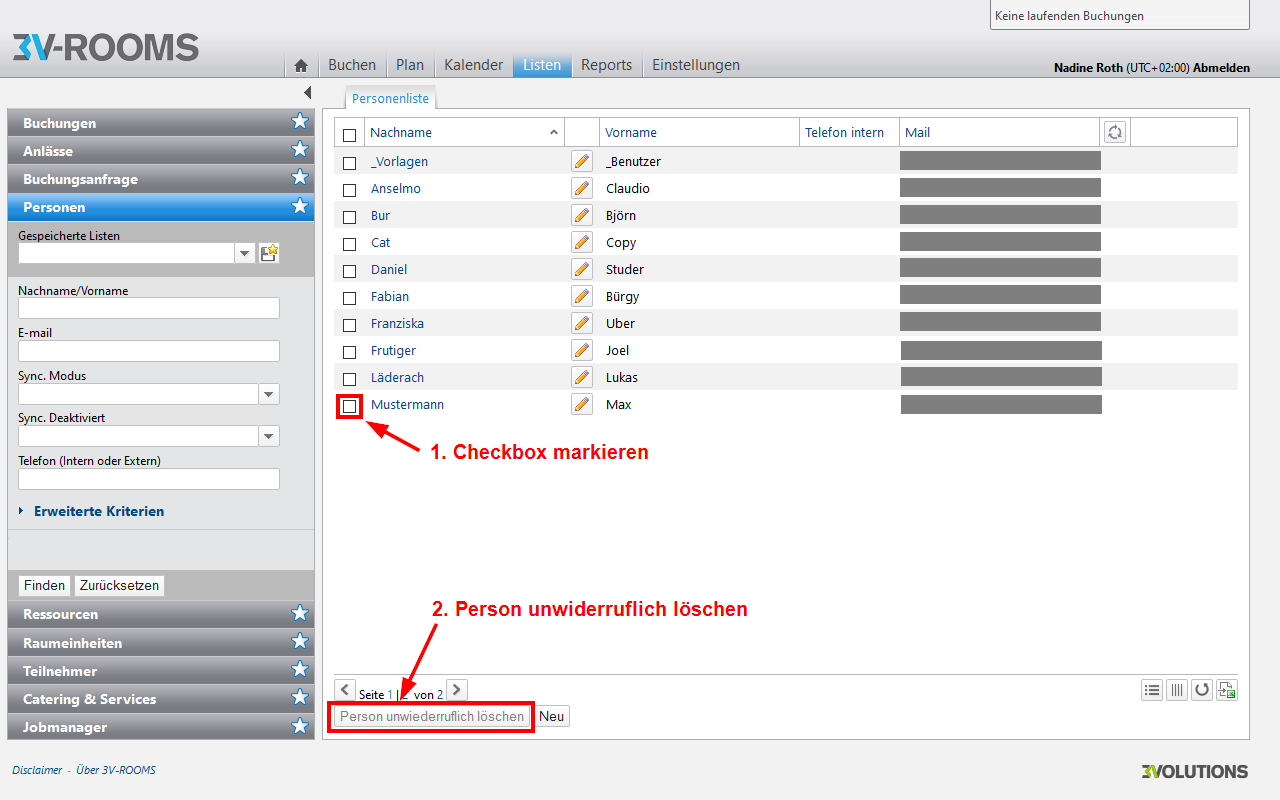 Keine laufenden Buchungen
3V-ROOMS
Buchen Plan Kalender Listen Reports Einstellungen
Nadine Roth (UTC+02:00) Abmelden
Personenliste
Buchungen
Anlässe
Buchungsanfrage
Personen
Gespeicherte Listen
Nachname/Vorname
E-mail
Sync. Modus
Sync. Deaktiviert
Telefon (Intern oder Extern)
Erweiterte Kriterien
Finden Zurücksetzen
Ressourcen
Raumeinheiten
Teilnehmer
Catering & Services
Jobmanager
Nachname Vorname Telefon intern Mail
_Vorlagen _Benutzer
Anselmo Claudio
Bur Björn
Cat Copy
Daniel Studer
Fabian Bürgy
Franziska Uber
Frutiger Joel
Läderach Lukas
Mustermann Max
1. Checkbox markieren
2. Person unwiderruflich löschen
Seite 1 | 2 von 2
Person unwiederruflich löschen Neu
Disclaimer - Über 3V-ROOMS
3VOLUTIONS